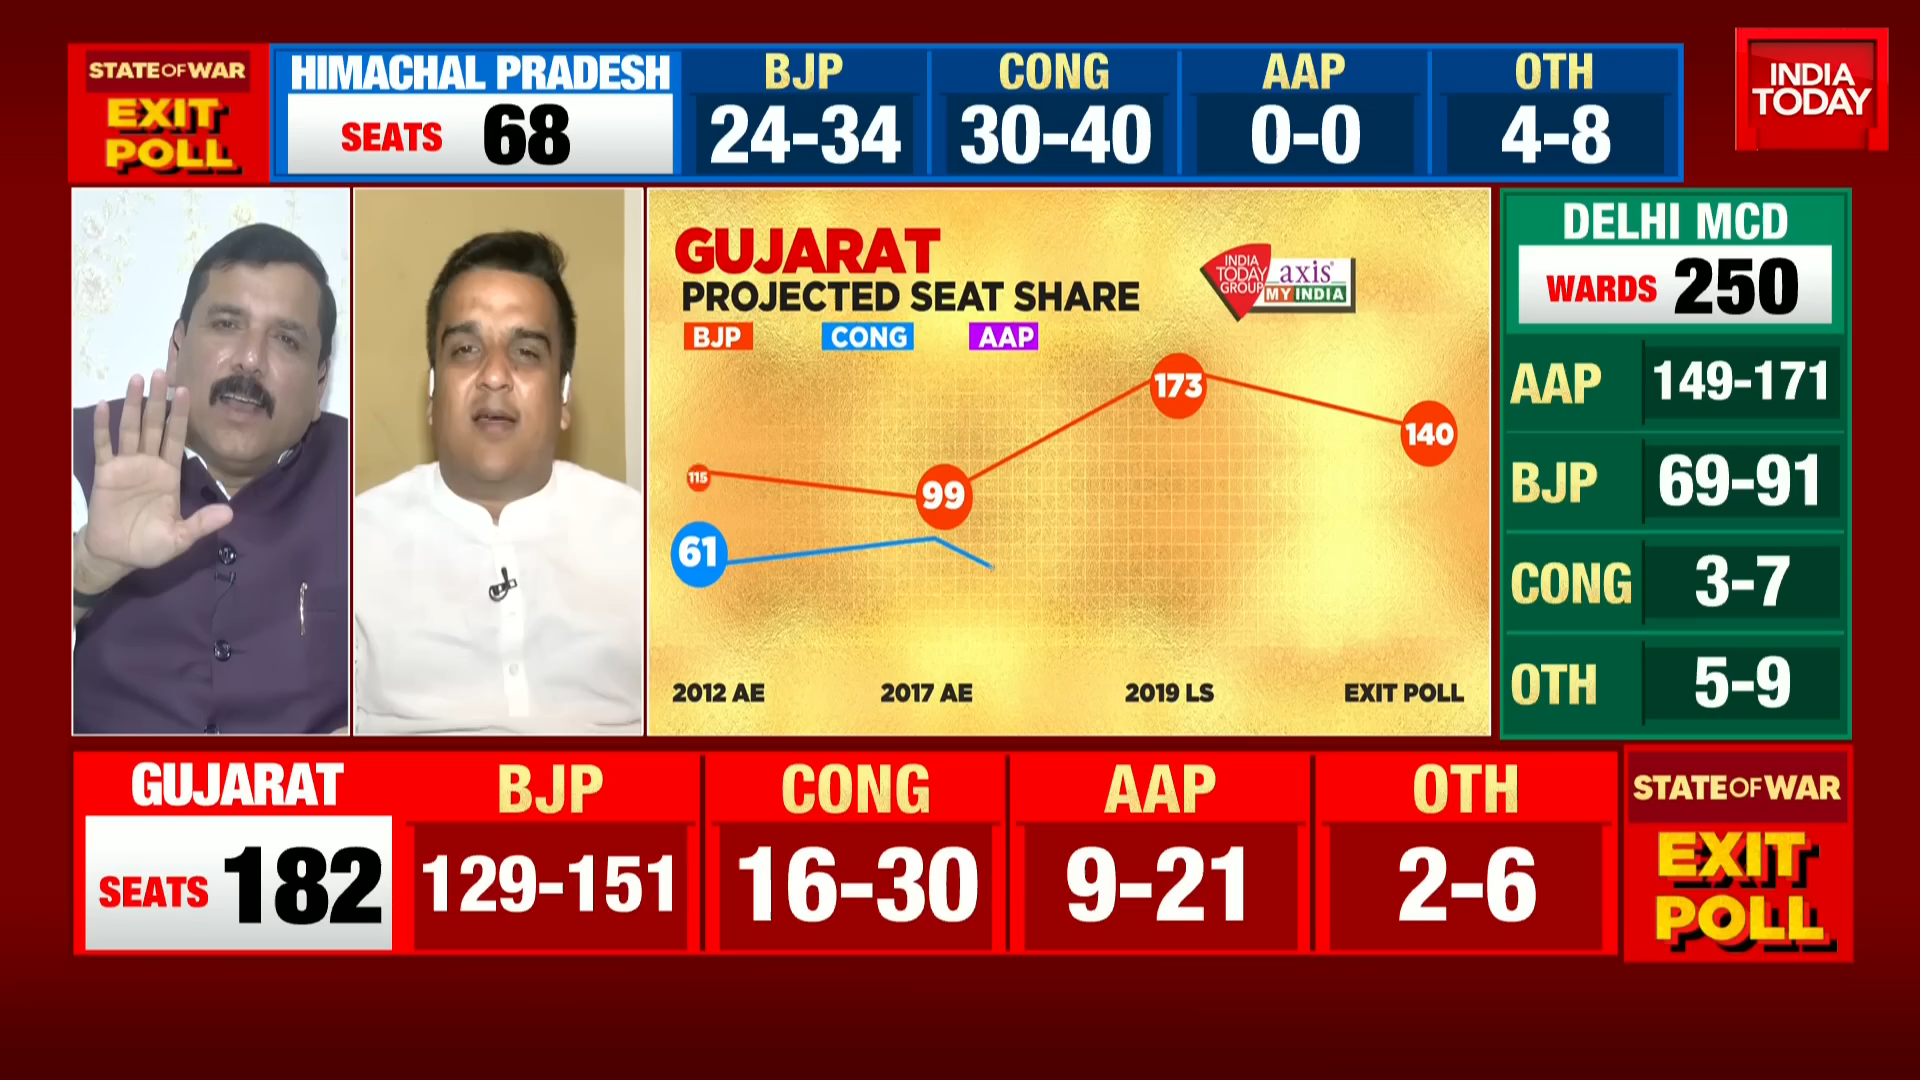 STATE OF WAR
EXIT
POLL
HIMACHAL PRADESH
SEATS 68
BJP
24-34
CONG
30-40
AAP
0-0
OTH
4-8
INDIA
TODAY
GUJARAT
PROJECTED SEAT SHARE
BJP CONG AAP
INDIA
TODAY
GROUP
axis
MY INDIA
173
140
115
99
61
2012 AE 2017 AE 2019 LS EXIT POLL
DELHI MCD
WARDS 250
AAP 149-171
BJP 69-91
CONG 3-7
OTH 5-9
GUJARAT
SEATS 182
BJP
129-151
CONG
16-30
AAP
9-21
OTH
2-6
STATE OF WAR
EXIT
POLL